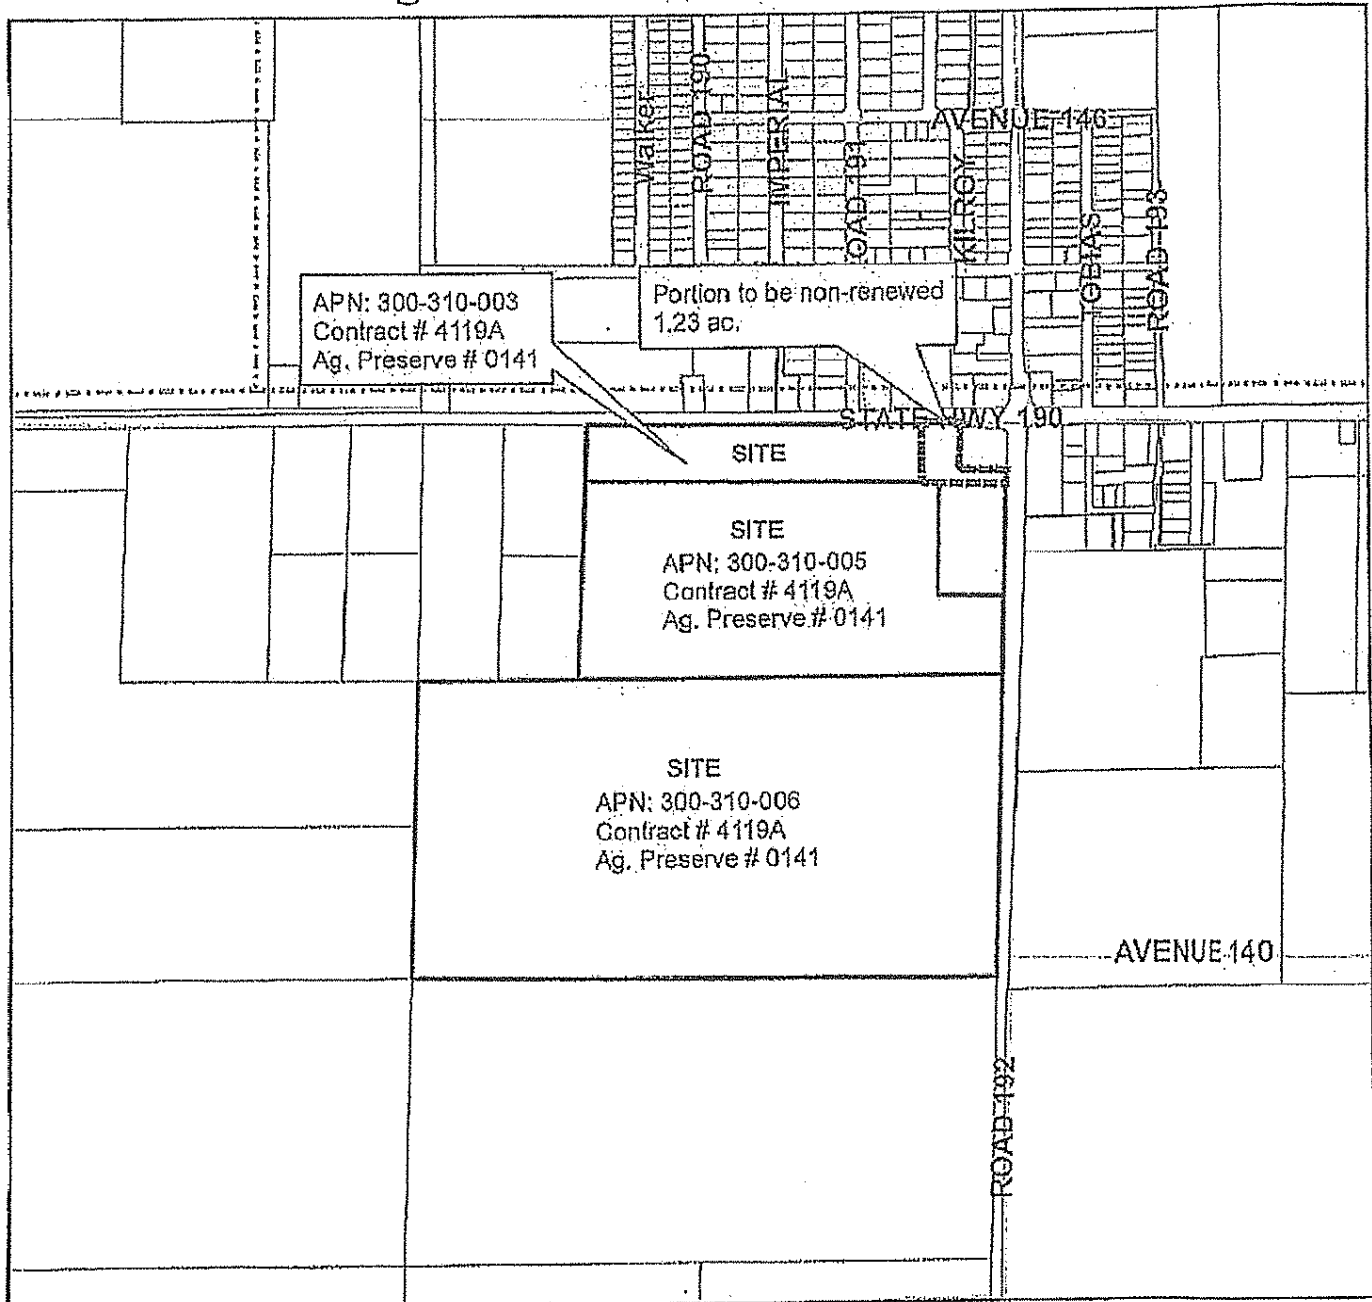 Walker
ROAD 190
IMPERIAL
OAD 191
AVENUE 146
KILROY
OBIAS
ROAD 193
APN: 300-310-003
Contract # 4119A
Ag. Preserve # 0141
Portion to be non-renewed
1.23 ac.
STATE HWY 190
SITE
SITE
APN: 300-310-005
Contract # 4119A
Ag. Preserve # 0141
SITE
APN: 300-310-006
Contract # 4119A
Ag. Preserve # 0141
AVENUE 140
ROAD 192